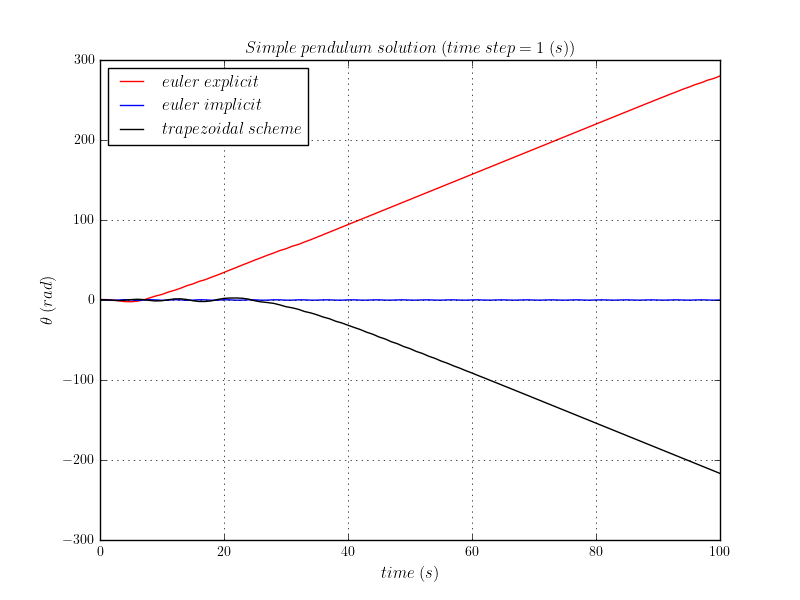 Simple pendulum solution (time step = 1 (s))
euler explicit
euler implicit
trapezoidal scheme
300
200
100
0
−100
−200
−300
θ (rad)
0 20 40 60 80 100
time (s)